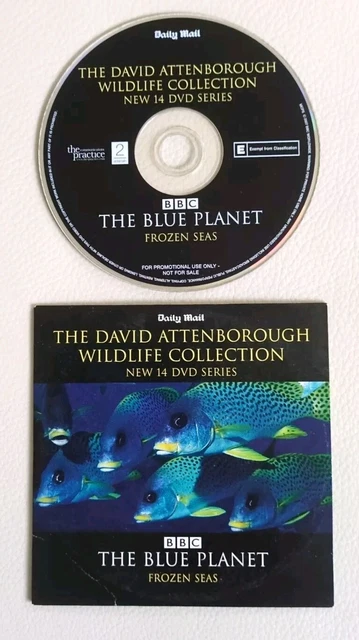 Daily Mail
THE DAVID ATTENBOROUGH
WILDLIFE COLLECTION
NEW 14 DVD SERIES
the
practice
2
E Exempt from Classification
BBC
THE BLUE PLANET
FROZEN SEAS
FOR PROMOTIONAL USE ONLY -
NOT FOR SALE
Daily Mail
THE DAVID ATTENBOROUGH
WILDLIFE COLLECTION
NEW 14 DVD SERIES
BBC
THE BLUE PLANET
FROZEN SEAS